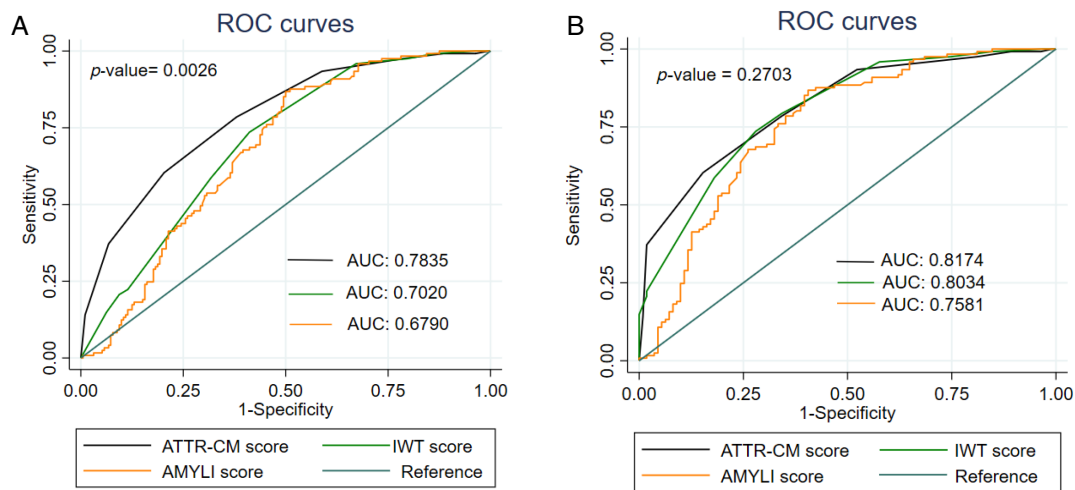 A
ROC curves
p-value= 0.0026
Sensitivity
1.00
0.75
0.50
0.25
0.00
AUC: 0.7835
AUC: 0.7020
AUC: 0.6790
0.00 0.25 0.50 0.75 1.00
1-Specificity
ATTR-CM score IWT score
AMYLI score Reference
B
ROC curves
p-value = 0.2703
Sensitivity
1.00
0.75
0.50
0.25
0.00
AUC: 0.8174
AUC: 0.8034
AUC: 0.7581
0.00 0.25 0.50 0.75 1.00
1-Specificity
ATTR-CM score IWT score
AMYLI score Reference